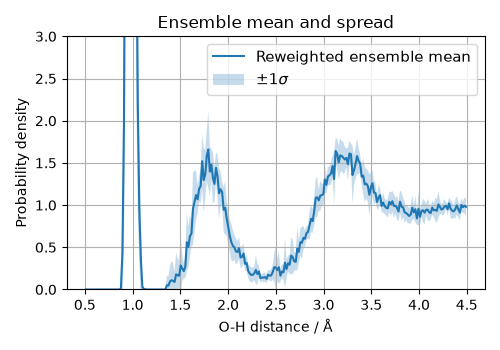 Ensemble mean and spread
Reweighted ensemble mean
±1σ
Probability density
3.0
2.5
2.0
1.5
1.0
0.5
0.0
0.5 1.0 1.5 2.0 2.5 3.0 3.5 4.0 4.5
O-H distance / Å